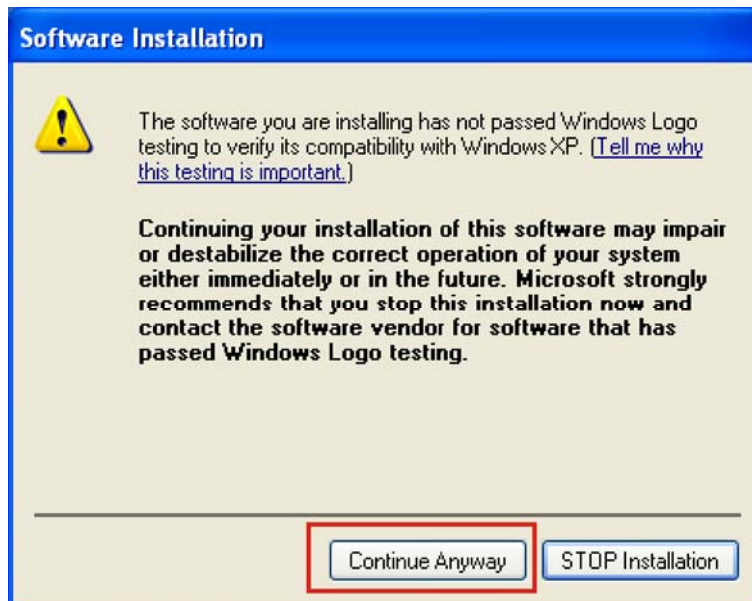 Software Installation
The software you are installing has not passed Windows Logo
testing to verify its compatibility with Windows XP. (Tell me why
this testing is important.)
Continuing your installation of this software may impair
or destabilize the correct operation of your system
either immediately or in the future. Microsoft strongly
recommends that you stop this installation now and
contact the software vendor for software that has
passed Windows Logo testing.
Continue Anyway
STOP Installation